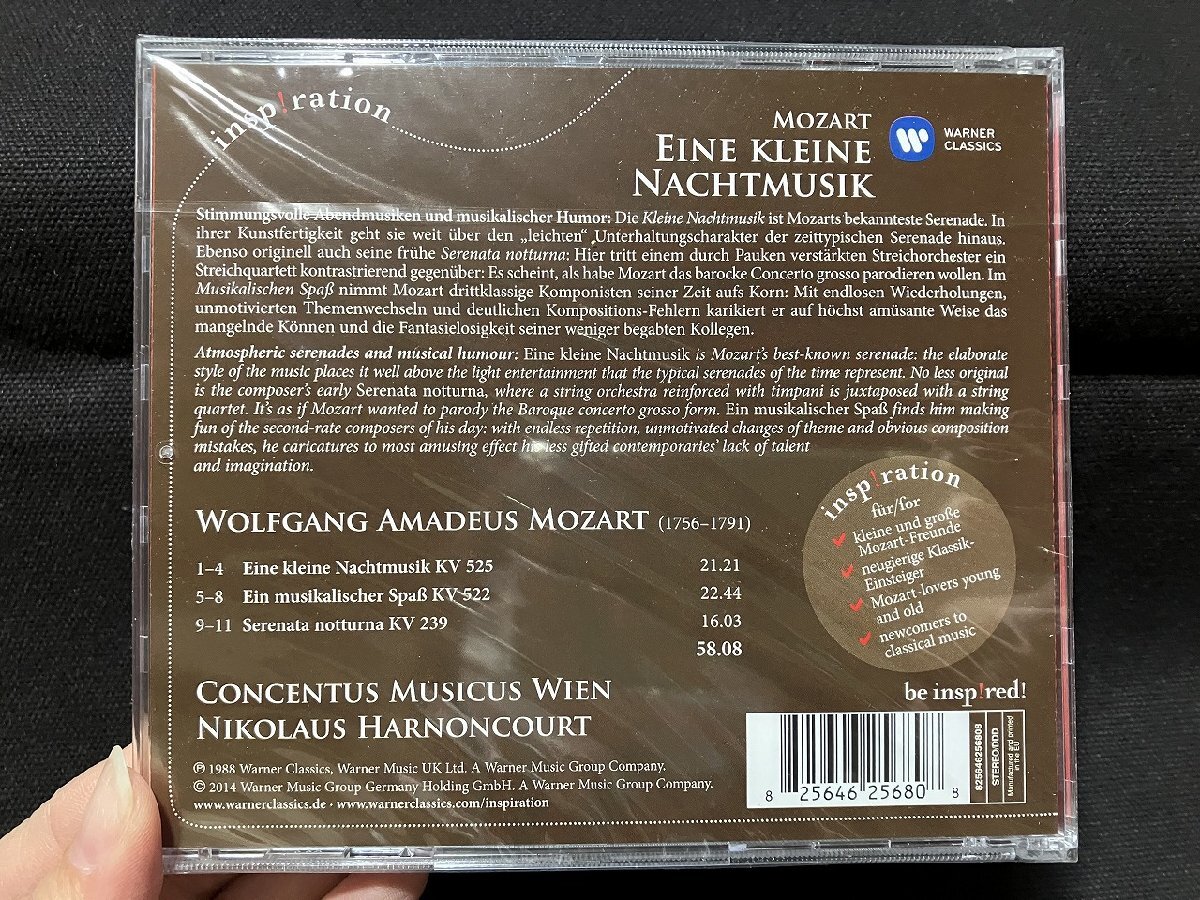 insp!ration
MOZART
EINE KLEINE
NACHTMUSIK
WARNER
CLASSICS
Stimmungsvolle Abendmusiken und musikalischer Humor: Die Kleine Nachtmusik ist Mozarts bekannteste Serenade. In
ihrer Kunstfertigkeit geht sie weit über den „leichten“ Unterhaltungscharakter der zeittypischen Serenade hinaus.
Ebenso originell auch seine frühe Serenata notturna: Hier tritt einem durch Pauken verstärkten Streichorchester ein
Streichquartett kontrastierend gegenüber: Es scheint, als habe Mozart das barocke Concerto grosso parodieren wollen. Im
Musikalischen Spaß nimmt Mozart drittklassige Komponisten seiner Zeit aufs Korn: Mit endlosen Wiederholungen,
unmotivierten Themenwechseln und deutlichen Kompositions-Fehlern karikiert er auf höchst amüsante Weise das
mangelnde Können und die Fantasielosigkeit seiner weniger begabten Kollegen.
Atmospheric serenades and musical humour: Eine kleine Nachtmusik is Mozart's best-known serenade: the elaborate
style of the music places it well above the light entertainment that the typical serenades of the time represent. No less original
is the composer's early Serenata notturna, where a string orchestra reinforced with timpani is juxtaposed with a string
quartet. It's as if Mozart wanted to parody the Baroque concerto grosso form. Ein musikalischer Spaß finds him making
fun of the second-rate composers of his day: with endless repetition, unmotivated changes of theme and obvious composition
mistakes, he caricatures to most amusing effect his less gifted contemporaries' lack of talent
and imagination.
WOLFGANG AMADEUS MOZART (1756–1791)
1–4 Eine kleine Nachtmusik KV 525 21.21
5–8 Ein musikalischer Spaß KV 522 22.44
9–11 Serenata notturna KV 239 16.03
58.08
insp!ration
für/for
kleine und große
Mozart-Freunde
neugierige Klassik-
Einsteiger
Mozart-lovers young
and old
newcomers to
classical music
CONCENTUS MUSICUS WIEN
NIKOLAUS HARNONCOURT
be insp!red!
℗ 1988 Warner Classics, Warner Music UK Ltd. A Warner Music Group Company.
© 2014 Warner Music Group Germany Holding GmbH. A Warner Music Group Company.
www.warnerclassics.de · www.warnerclassics.com/inspiration
8 25646 25680 8
825646256808
STEREO/DDD
Manufactured and printed
in the EU